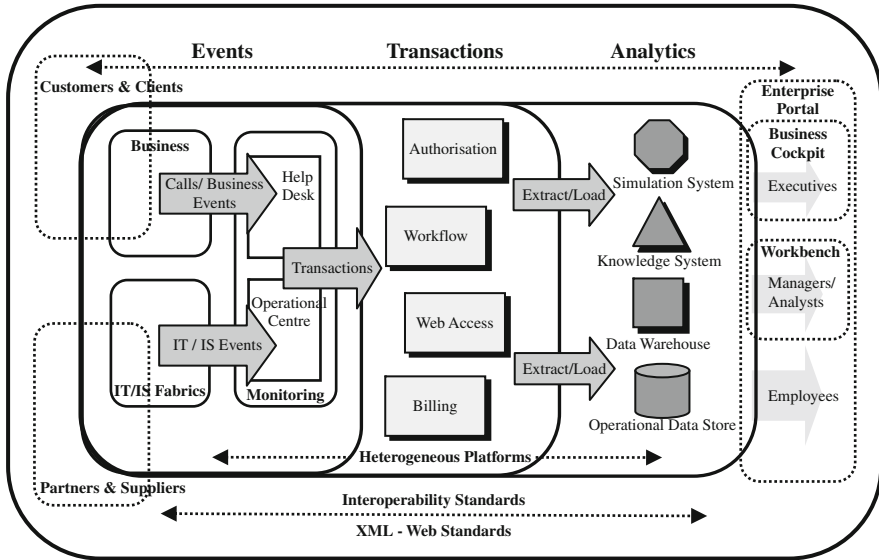 Events
Transactions
Analytics
Customers & Clients
Enterprise
Portal
Business
Cockpit
Executives
Business
Calls/ Business
Events
Help
Desk
Authorisation
Extract/Load
Simulation System
Workflow
Knowledge System
Transactions
Workbench
Managers/
Analysts
Operational
Centre
IT / IS Events
Web Access
Data Warehouse
Extract/Load
IT/IS Fabrics
Monitoring
Billing
Operational Data Store
Employees
Heterogeneous Platforms
Partners & Suppliers
Interoperability Standards
XML - Web Standards